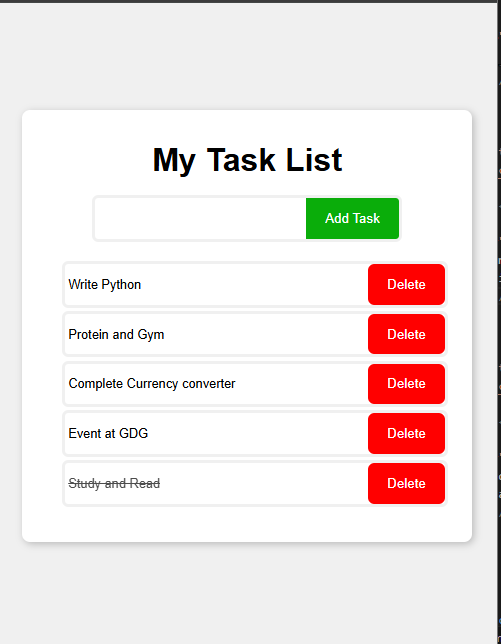 My Task List
Add Task
Write Python Delete
Protein and Gym Delete
Complete Currency converter Delete
Event at GDG Delete
Study and Read Delete